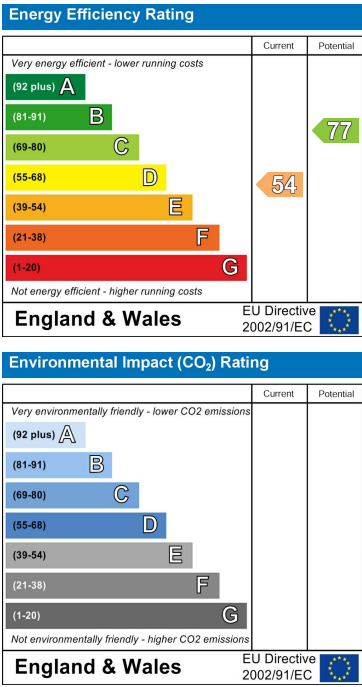 Energy Efficiency Rating
Current Potential
Very energy efficient - lower running costs
(92 plus) A
(81-91) B
(69-80) C
(55-68) D
(39-54) E
(21-38) F
(1-20) G
77
54
Not energy efficient - higher running costs
England & Wales
EU Directive
2002/91/EC
Environmental Impact (CO₂) Rating
Current Potential
Very environmentally friendly - lower CO2 emissions
(92 plus) A
(81-91) B
(69-80) C
(55-68) D
(39-54) E
(21-38) F
(1-20) G
Not environmentally friendly - higher CO2 emissions
England & Wales
EU Directive
2002/91/EC